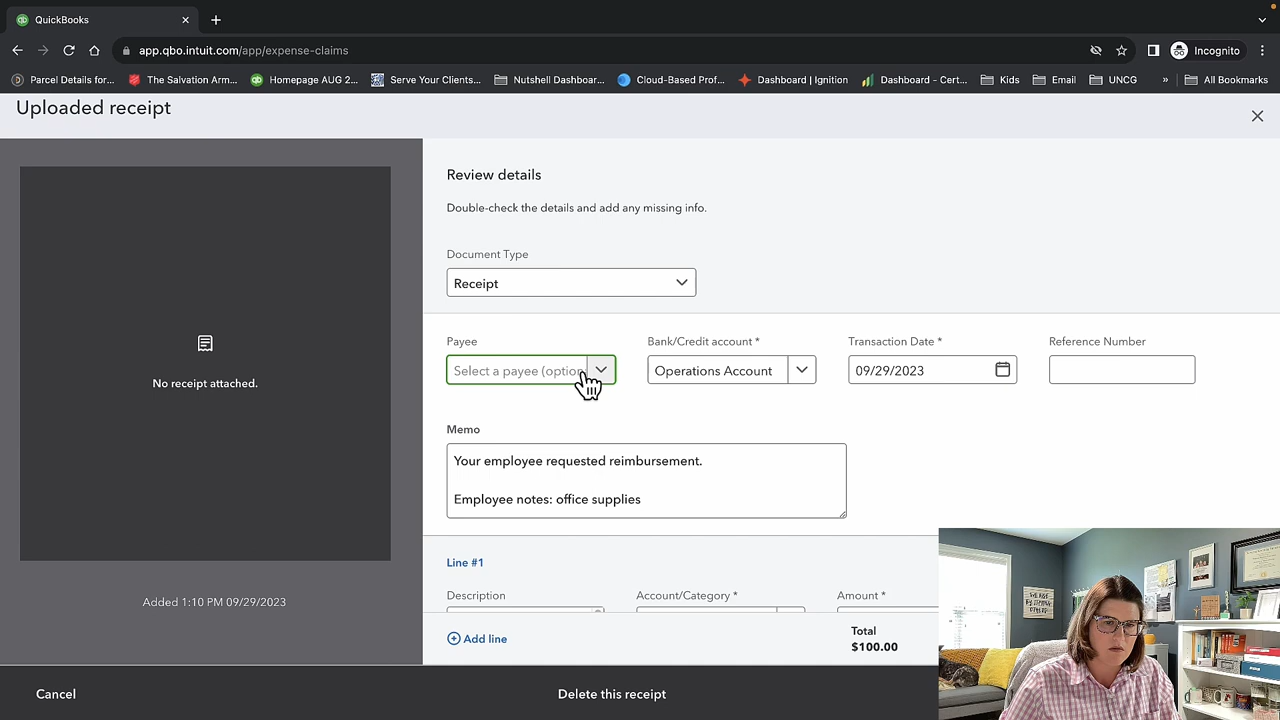 QuickBooks
app.qbo.intuit.com/app/expense-claims
Incognito
Parcel Details for...
The Salvation Arm...
Homepage AUG 2...
Serve Your Clients...
Nutshell Dashboar...
Cloud-Based Prof...
Dashboard | Ignition
Dashboard - Cert...
Kids
Email
UNCG
»
All Bookmarks
Uploaded receipt
Review details
Double-check the details and add any missing info.
Document Type
Receipt
Payee
Bank/Credit account *
Transaction Date *
Reference Number
Select a payee (option
Operations Account
09/29/2023
No receipt attached.
Memo
Your employee requested reimbursement.
Employee notes: office supplies
Line #1
Description
Account/Category *
Amount *
Added 1:10 PM 09/29/2023
Add line
Total
$100.00
Cancel
Delete this receipt